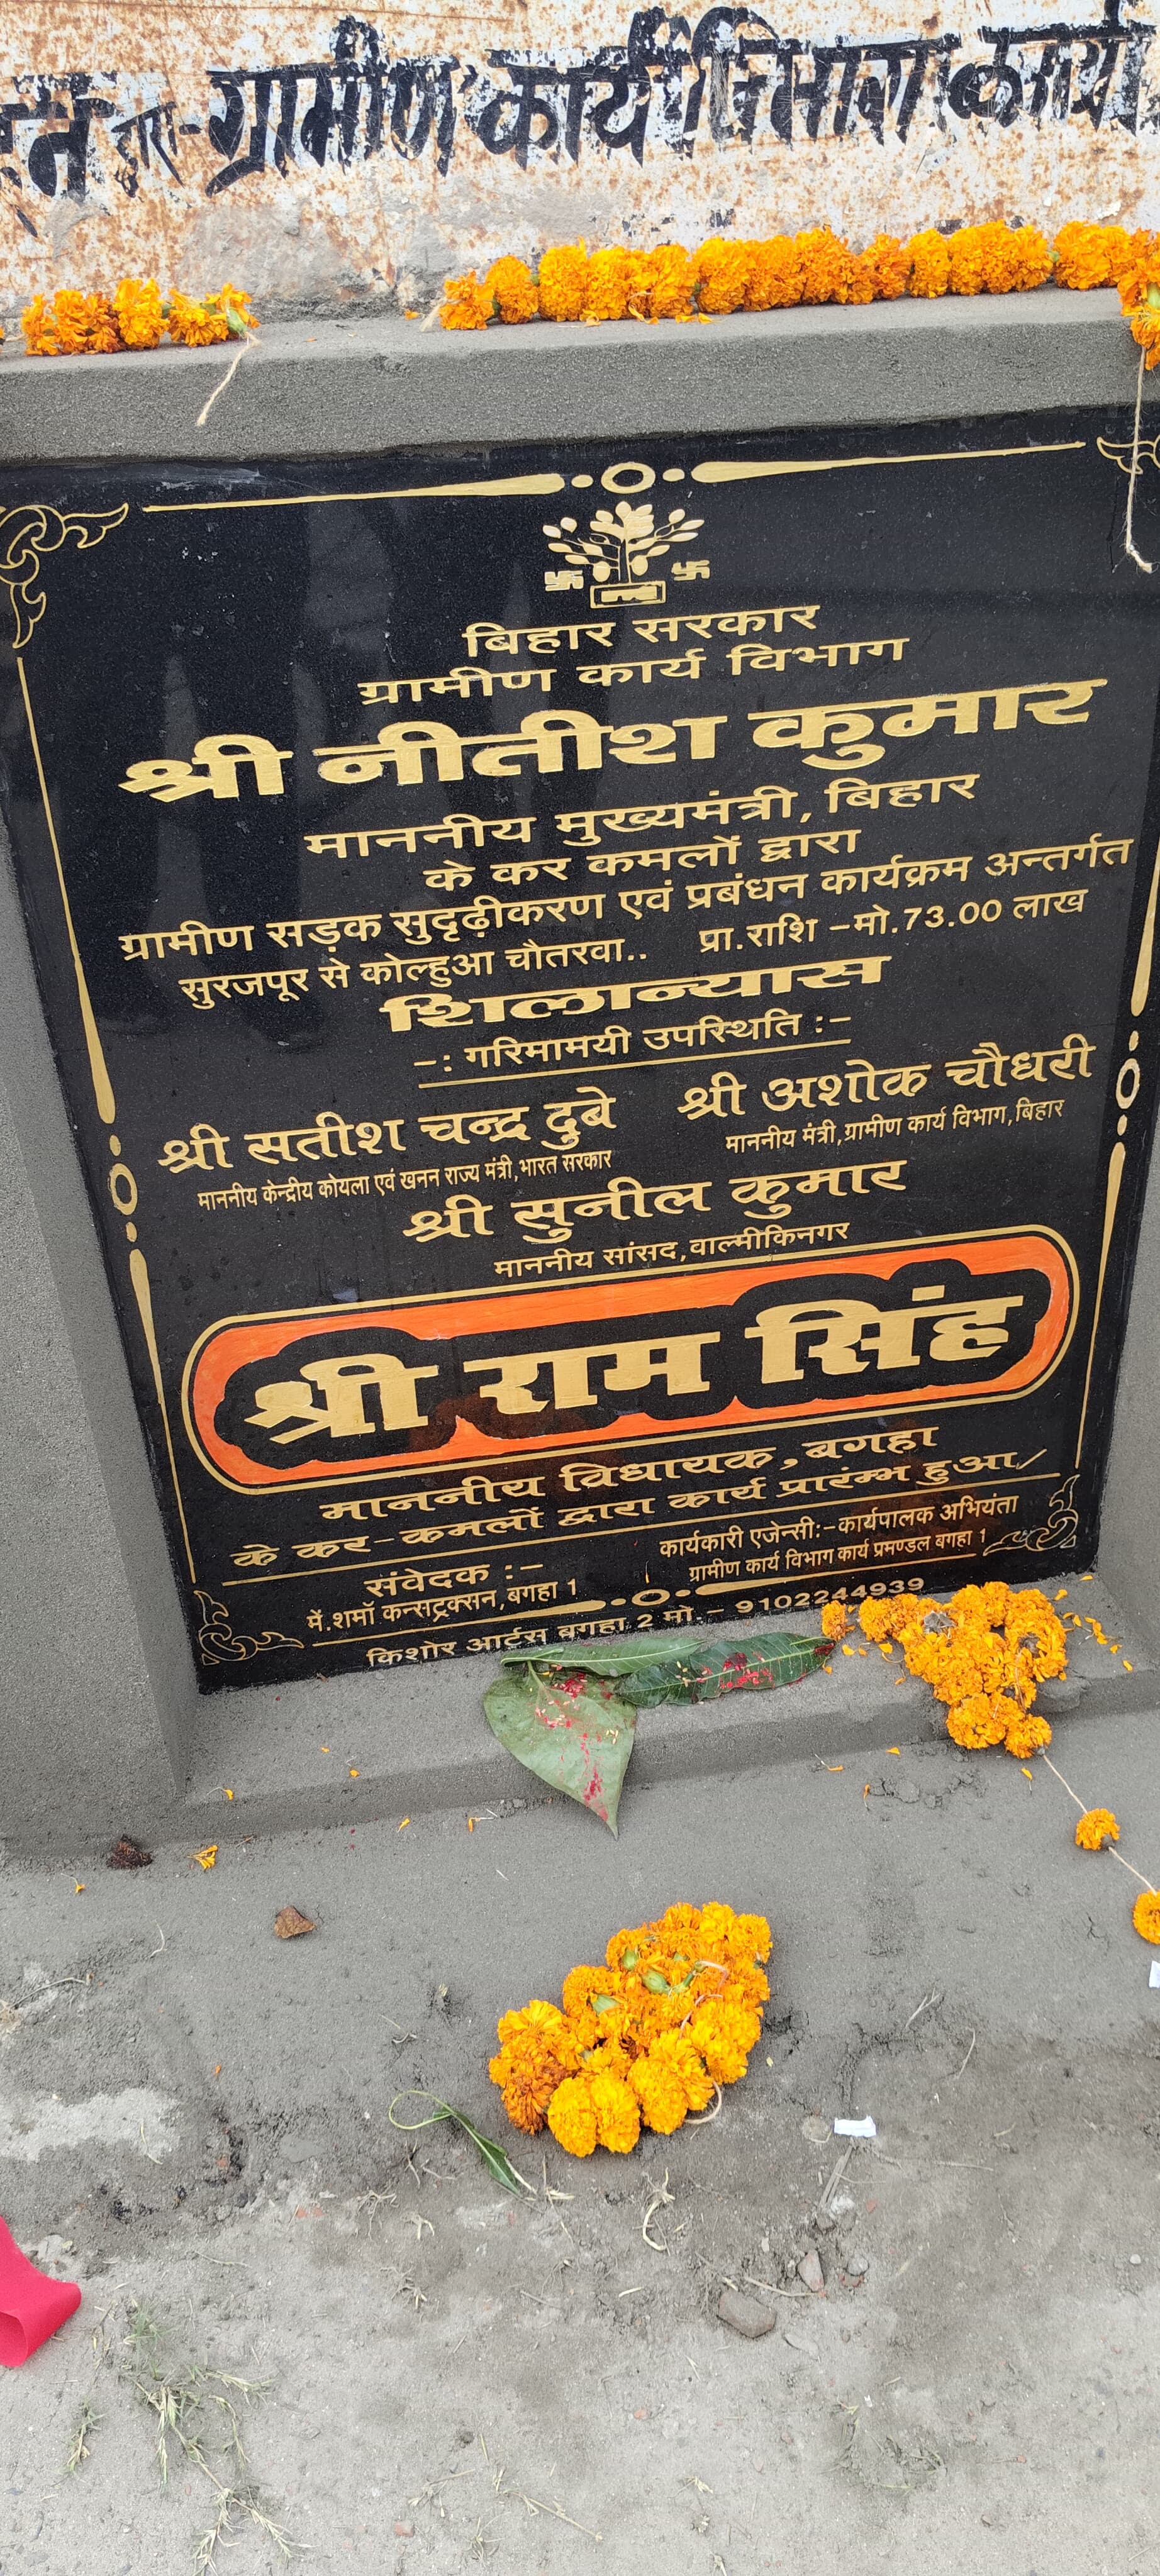 द्वारा- ग्रामीण कार्य विभाग कार्य
बिहार सरकार
ग्रामीण कार्य विभाग
श्री नीतीश कुमार
माननीय मुख्यमंत्री, बिहार
के कर कमलों द्वारा
ग्रामीण सड़क सुदृढ़ीकरण एवं प्रबंधन कार्यक्रम अन्तर्गत
सुरजपूर से कोल्हुआ चौतरवा.. प्रा.राशि -मो.73.00 लाख
शिलान्यास
-: गरिमामयी उपस्थिति :-
श्री सतीश चन्द्र दुबे श्री अशोक चौधरी
माननीय केन्द्रीय कोयला एवं खनन राज्य मंत्री,भारत सरकार माननीय मंत्री,ग्रामीण कार्य विभाग,बिहार
श्री सुनील कुमार
माननीय सांसद,वाल्मीकिनगर
श्री राम सिंह
माननीय विधायक,बगहा
के कर-कमलों द्वारा कार्य प्रारंम्भ हुआ/
संवेदक :- कार्यकारी एजेन्सी:-कार्यपालक अभियंता
में.शर्मा कन्सट्रक्सन,बगहा 1 ग्रामीण कार्य विभाग कार्य प्रमण्डल बगहा 1
किशोर आर्टस बगहा 2 मो.- 9102244939